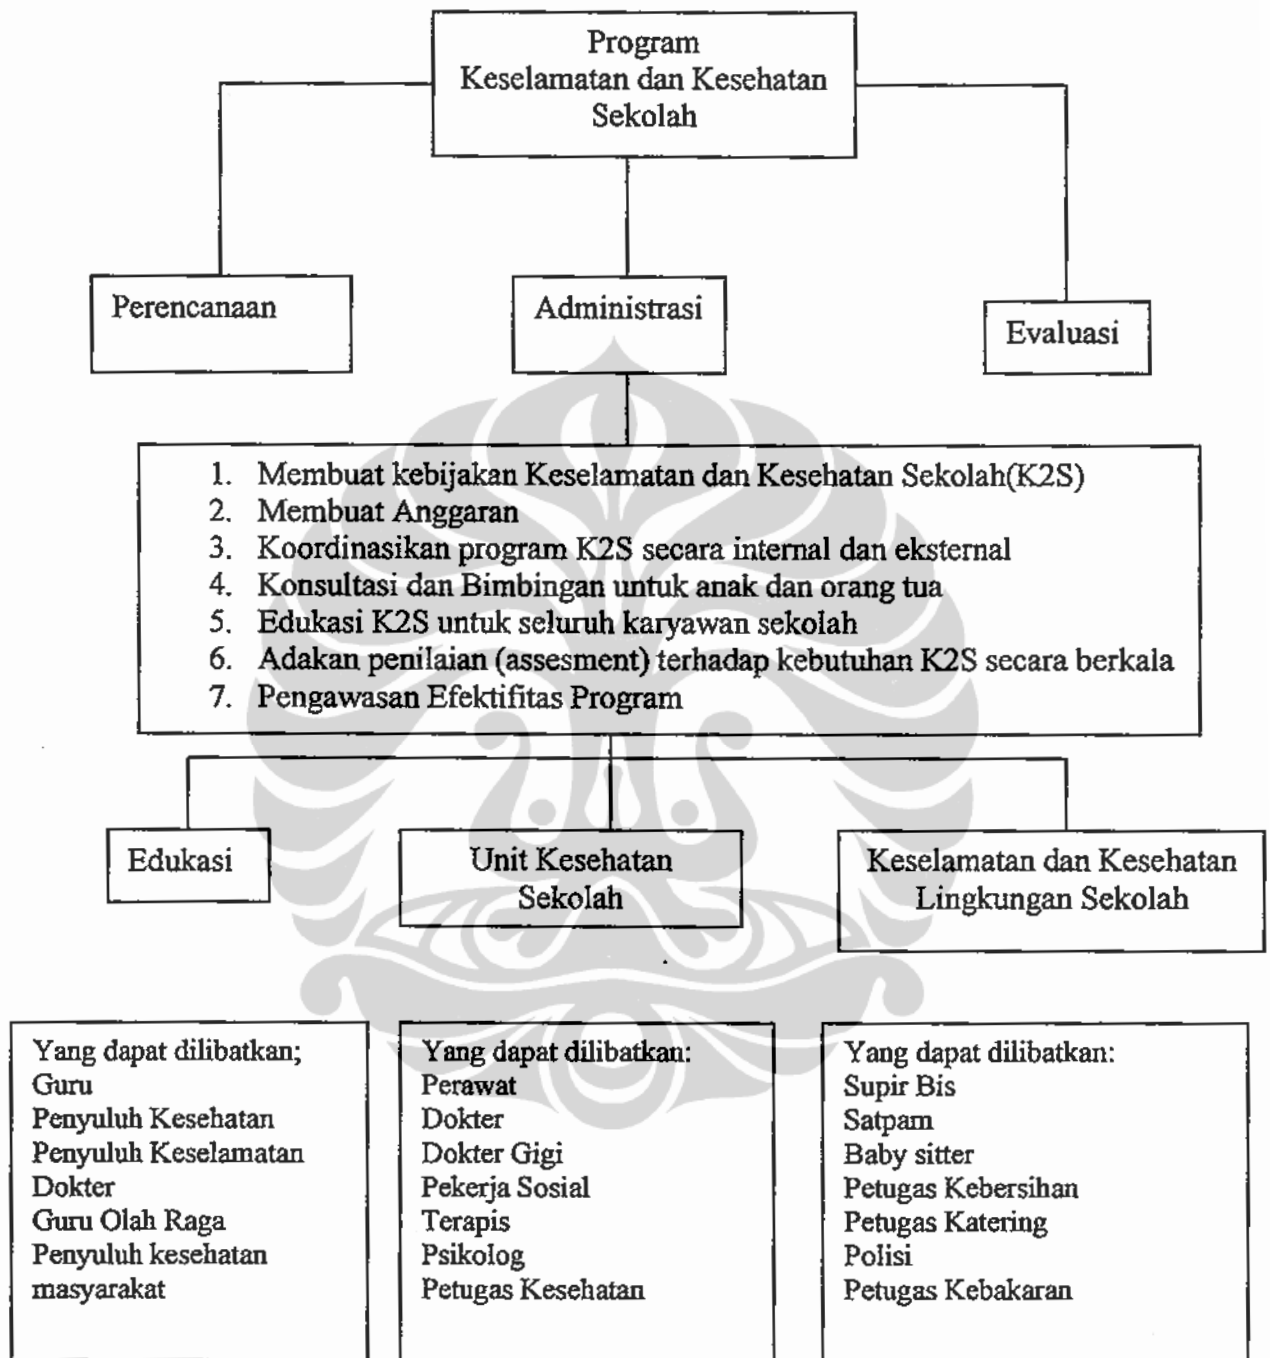 Program
Keselamatan dan Kesehatan
Sekolah
Perencanaan
Administrasi
Evaluasi
1. Membuat kebijakan Keselamatan dan Kesehatan Sekolah(K2S)
2. Membuat Anggaran
3. Koordinasikan program K2S secara internal dan eksternal
4. Konsultasi dan Bimbingan untuk anak dan orang tua
5. Edukasi K2S untuk seluruh karyawan sekolah
6. Adakan penilaian (assesment) terhadap kebutuhan K2S secara berkala
7. Pengawasan Efektifitas Program
Edukasi
Unit Kesehatan
Sekolah
Keselamatan dan Kesehatan
Lingkungan Sekolah
Yang dapat dilibatkan;
Guru
Penyuluh Kesehatan
Penyuluh Keselamatan
Dokter
Guru Olah Raga
Penyuluh kesehatan
masyarakat
Yang dapat dilibatkan:
Perawat
Dokter
Dokter Gigi
Pekerja Sosial
Terapis
Psikolog
Petugas Kesehatan
Yang dapat dilibatkan:
Supir Bis
Satpam
Baby sitter
Petugas Kebersihan
Petugas Katering
Polisi
Petugas Kebakaran